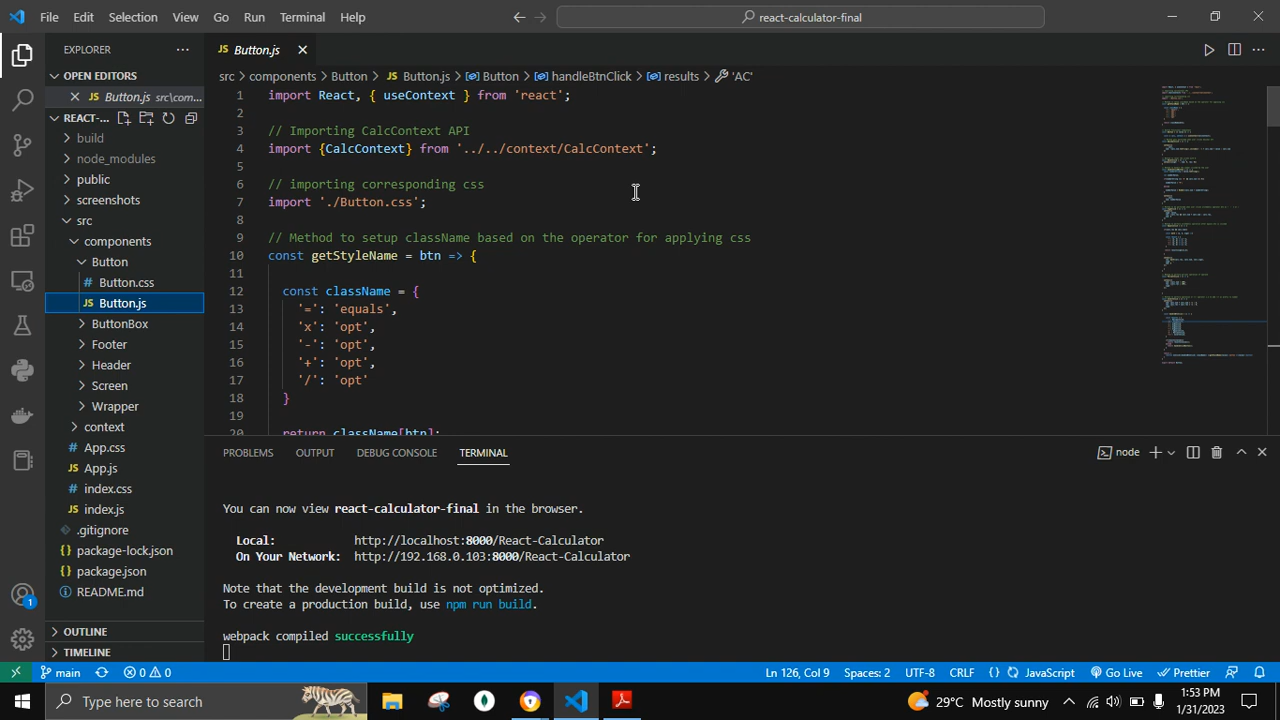 File Edit Selection View Go Run Terminal Help
react-calculator-final
EXPLORER
OPEN EDITORS
Button.js src\com...
REACT-...
build
node_modules
public
screenshots
src
components
Button
Button.css
Button.js
ButtonBox
Footer
Header
Screen
Wrapper
context
App.css
App.js
index.css
index.js
.gitignore
package-lock.json
package.json
README.md
OUTLINE
TIMELINE
Button.js
src > components > Button > Button.js > Button > handleBtnClick > results > 'AC'
1 import React, { useContext } from 'react';
2
3 // Importing CalcContext API
4 import {CalcContext} from '../../context/CalcContext';
5
6 // importing corresponding css
7 import './Button.css';
8
9 // Method to setup className based on the operator for applying css
10 const getStyleName = btn => {
11
12 const className = {
13 '=': 'equals',
14 'x': 'opt',
15 '-': 'opt',
16 '+': 'opt',
17 '/': 'opt'
18 }
19
20 return className[btn];
PROBLEMS OUTPUT DEBUG CONSOLE TERMINAL
node
You can now view react-calculator-final in the browser.
Local: http://localhost:8000/React-Calculator
On Your Network: http://192.168.0.103:8000/React-Calculator
Note that the development build is not optimized.
To create a production build, use npm run build.
webpack compiled successfully
1
main 0 0 Ln 126, Col 9 Spaces: 2 UTF-8 CRLF {} JavaScript Go Live Prettier
Type here to search
29°C Mostly sunny
1:53 PM
1/31/2023